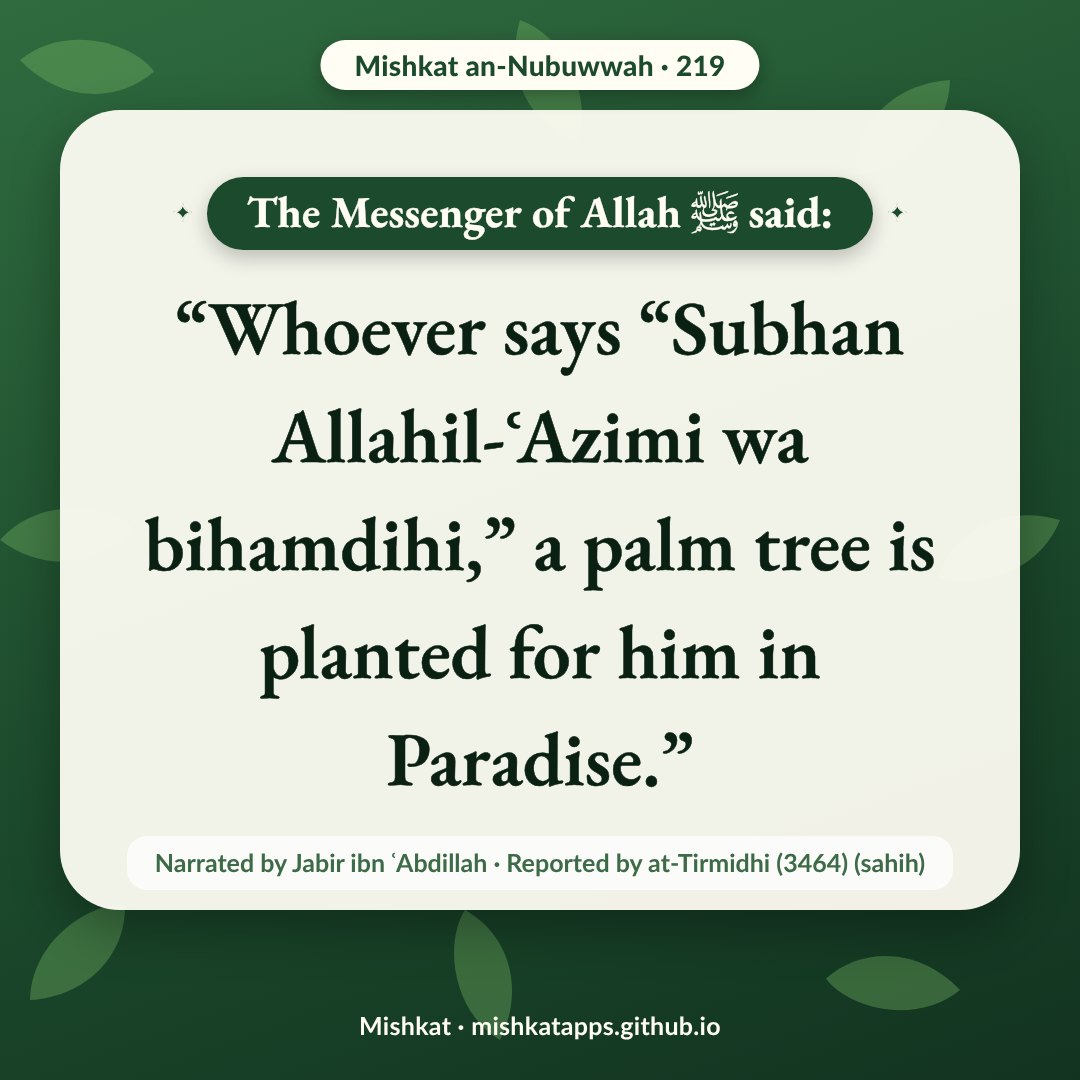 Mishkat an-Nubuwwah · 219
The Messenger of Allah ﷺ said:
“Whoever says “Subhan
Allahil-ʿAzimi wa
bihamdihi,” a palm tree is
planted for him in
Paradise.”
Narrated by Jabir ibn ʿAbdillah · Reported by at-Tirmidhi (3464) (sahih)
Mishkat · mishkatapps.github.io